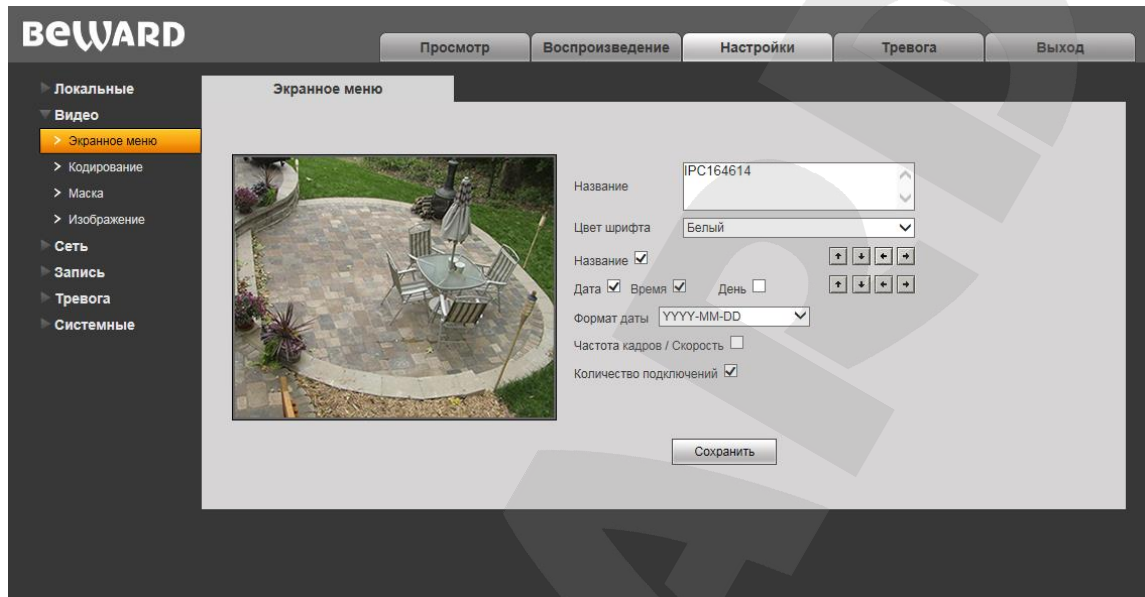 BEWARD
Просмотр Воспроизведение Настройки Тревога Выход
Локальные
Видео
> Экранное меню
> Кодирование
> Маска
> Изображение
Сеть
Запись
Тревога
Системные
Экранное меню
Название IPC164614
Цвет шрифта Белый
Название
Дата Время День
Формат даты YYYY-MM-DD
Частота кадров / Скорость
Количество подключений
Сохранить